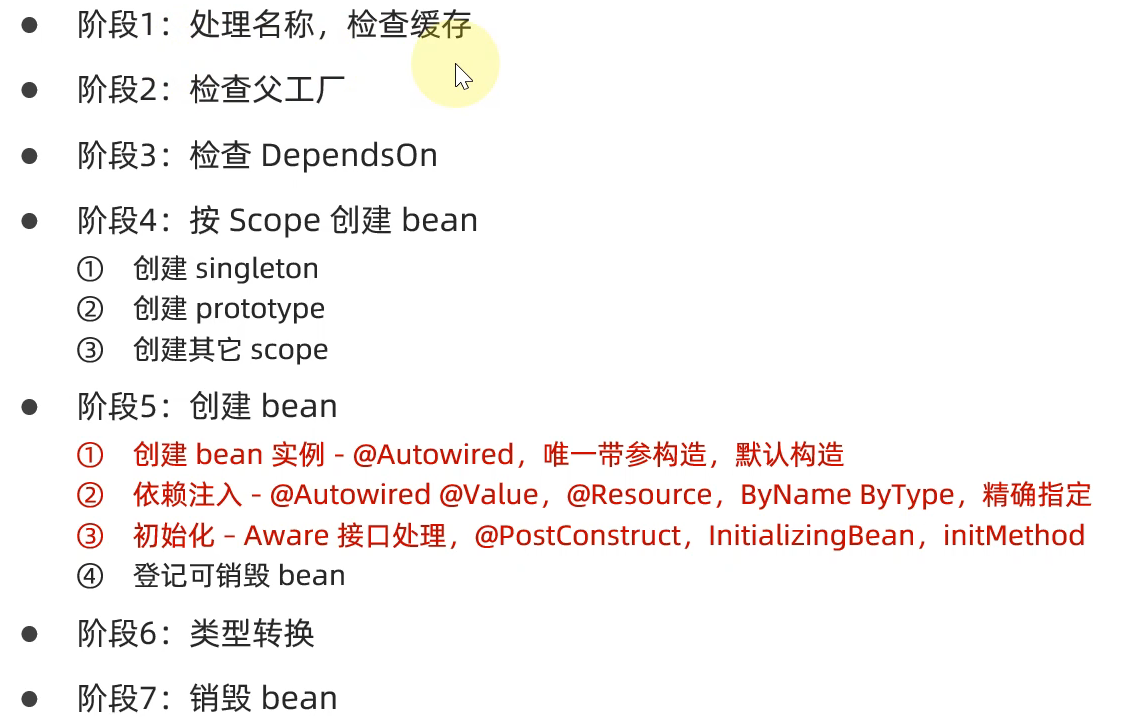 ● 阶段1：处理名称，检查缓存
● 阶段2：检查父工厂
● 阶段3：检查 DependsOn
● 阶段4：按 Scope 创建 bean
① 创建 singleton
② 创建 prototype
③ 创建其它 scope
● 阶段5：创建 bean
① 创建 bean 实例 - @Autowired，唯一带参构造，默认构造
② 依赖注入 - @Autowired @Value，@Resource，ByName ByType，精确指定
③ 初始化 – Aware 接口处理，@PostConstruct，InitializingBean，initMethod
④ 登记可销毁 bean
● 阶段6：类型转换
● 阶段7：销毁 bean